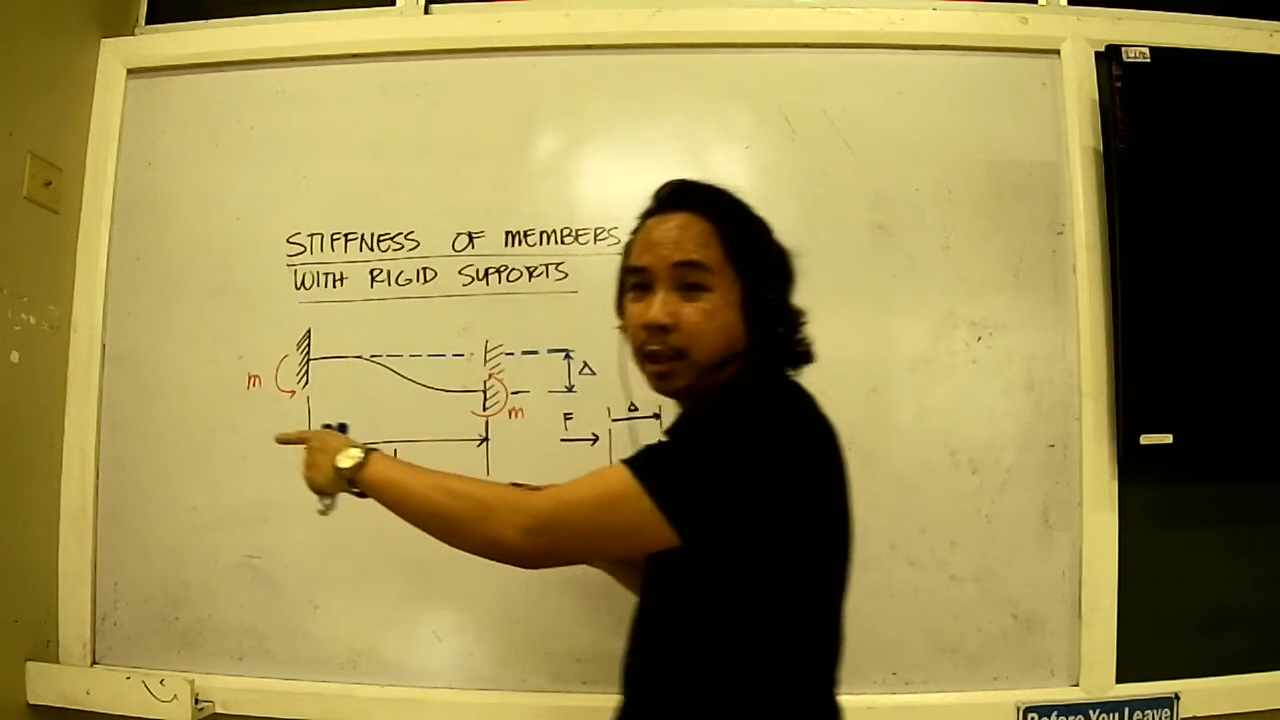 STIFFNESS OF MEMBERS
WITH RIGID SUPPORTS
Δ
m
m
F
Δ
Before You Leave